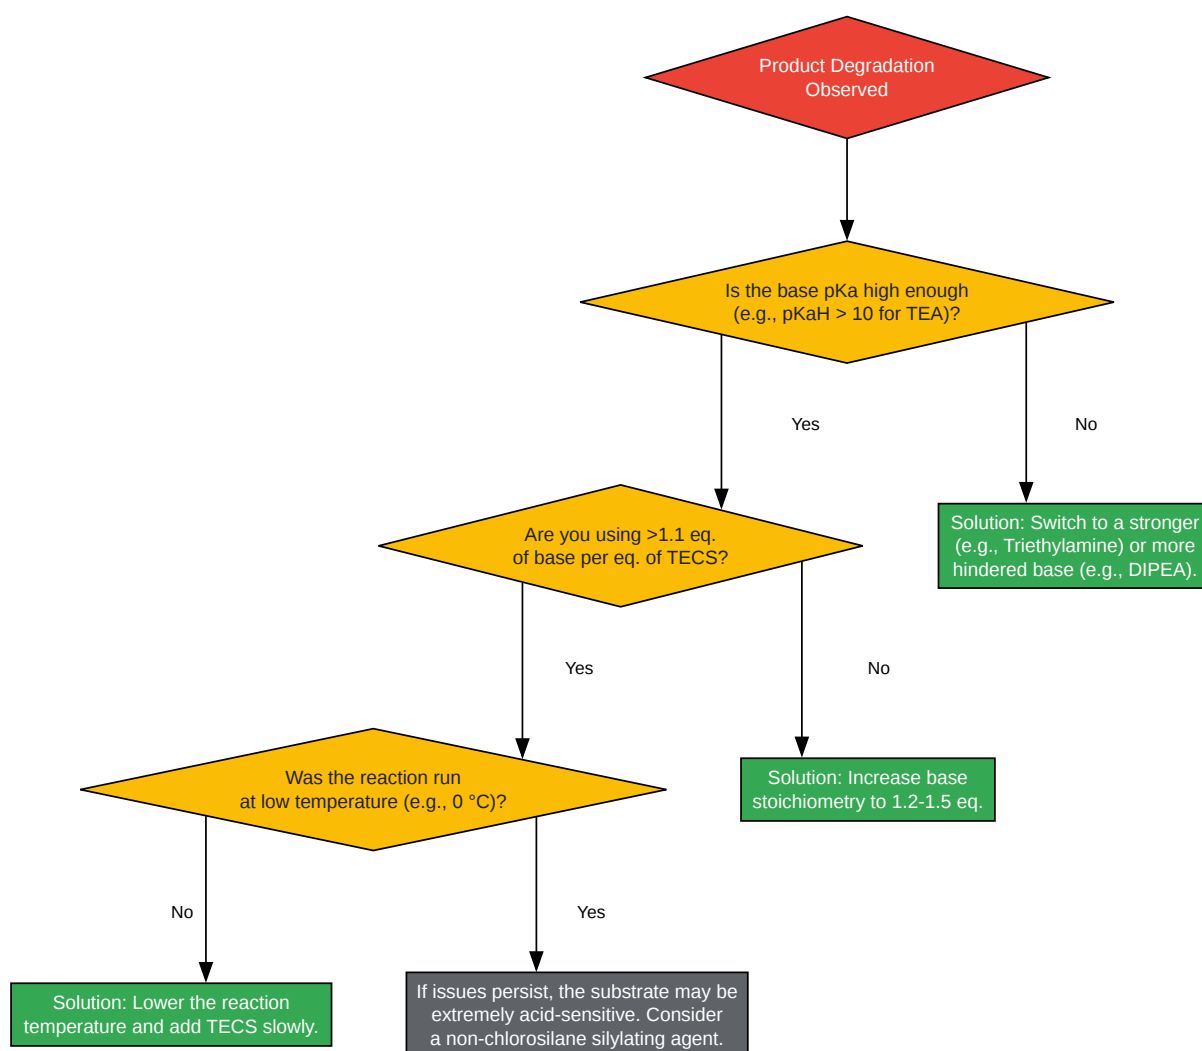 Product Degradation
Observed
Is the base pKa high enough
(e.g., pKaH > 10 for TEA)?
Yes
No
Are you using >1.1 eq.
of base per eq. of TECS?
Solution: Switch to a stronger
(e.g., Triethylamine) or more
hindered base (e.g., DIPEA).
Yes
No
Was the reaction run
at low temperature (e.g., 0 °C)?
Solution: Increase base
stoichiometry to 1.2-1.5 eq.
No
Yes
Solution: Lower the reaction
temperature and add TECS slowly.
If issues persist, the substrate may be
extremely acid-sensitive. Consider
a non-chlorosilane silylating agent.